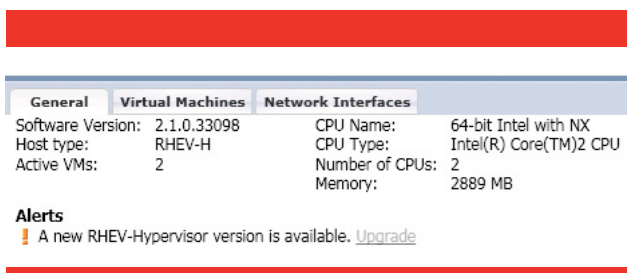 General Virtual Machines Network Interfaces
Software Version: 2.1.0.33098 CPU Name: 64-bit Intel with NX
Host type: RHEV-H CPU Type: Intel(R) Core(TM)2 CPU
Active VMs: 2 Number of CPUs: 2
Memory: 2889 MB
Alerts
A new RHEV-Hypervisor version is available. Upgrade